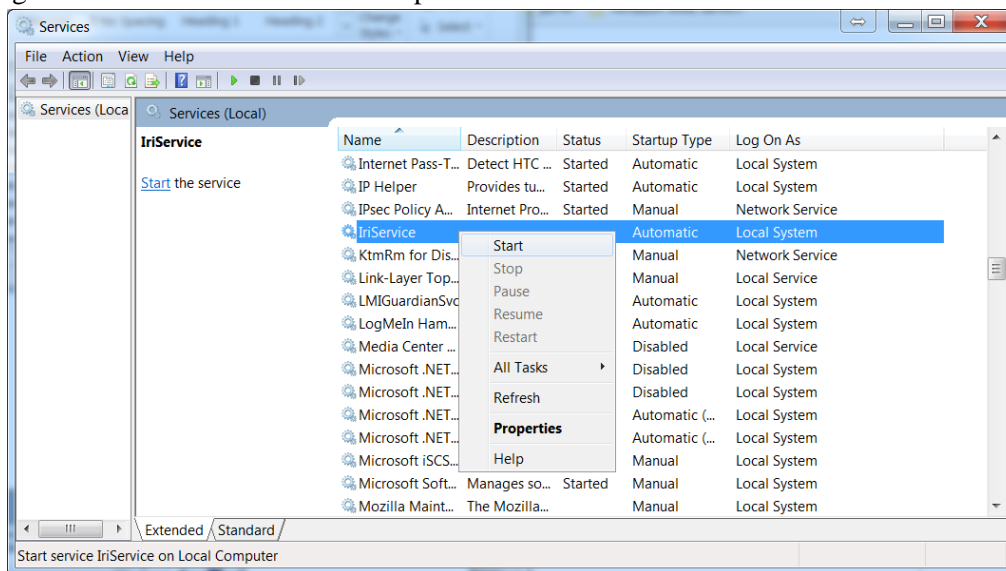 Services
File Action View Help
Services (Loca
Services (Local)
IriService
Start the service
Name Description Status Startup Type Log On As
Internet Pass-T... Detect HTC ... Started Automatic Local System
IP Helper Provides tu... Started Automatic Local System
IPsec Policy A... Internet Pro... Started Manual Network Service
IriService Automatic Local System
KtmRm for Dis... Manual Network Service
Link-Layer Top... Manual Local Service
LMIGuardianSvc Automatic Local System
LogMeIn Ham... Automatic Local System
Media Center ... Disabled Local Service
Microsoft .NET... Disabled Local System
Microsoft .NET... Disabled Local System
Microsoft .NET... Automatic (... Local System
Microsoft .NET... Automatic (... Local System
Microsoft iSCS... Manual Local System
Microsoft Soft... Manages so... Started Manual Local System
Mozilla Maint... The Mozilla... Manual Local System
Start
Stop
Pause
Resume
Restart
All Tasks
Refresh
Properties
Help
Extended Standard
Start service IriService on Local Computer